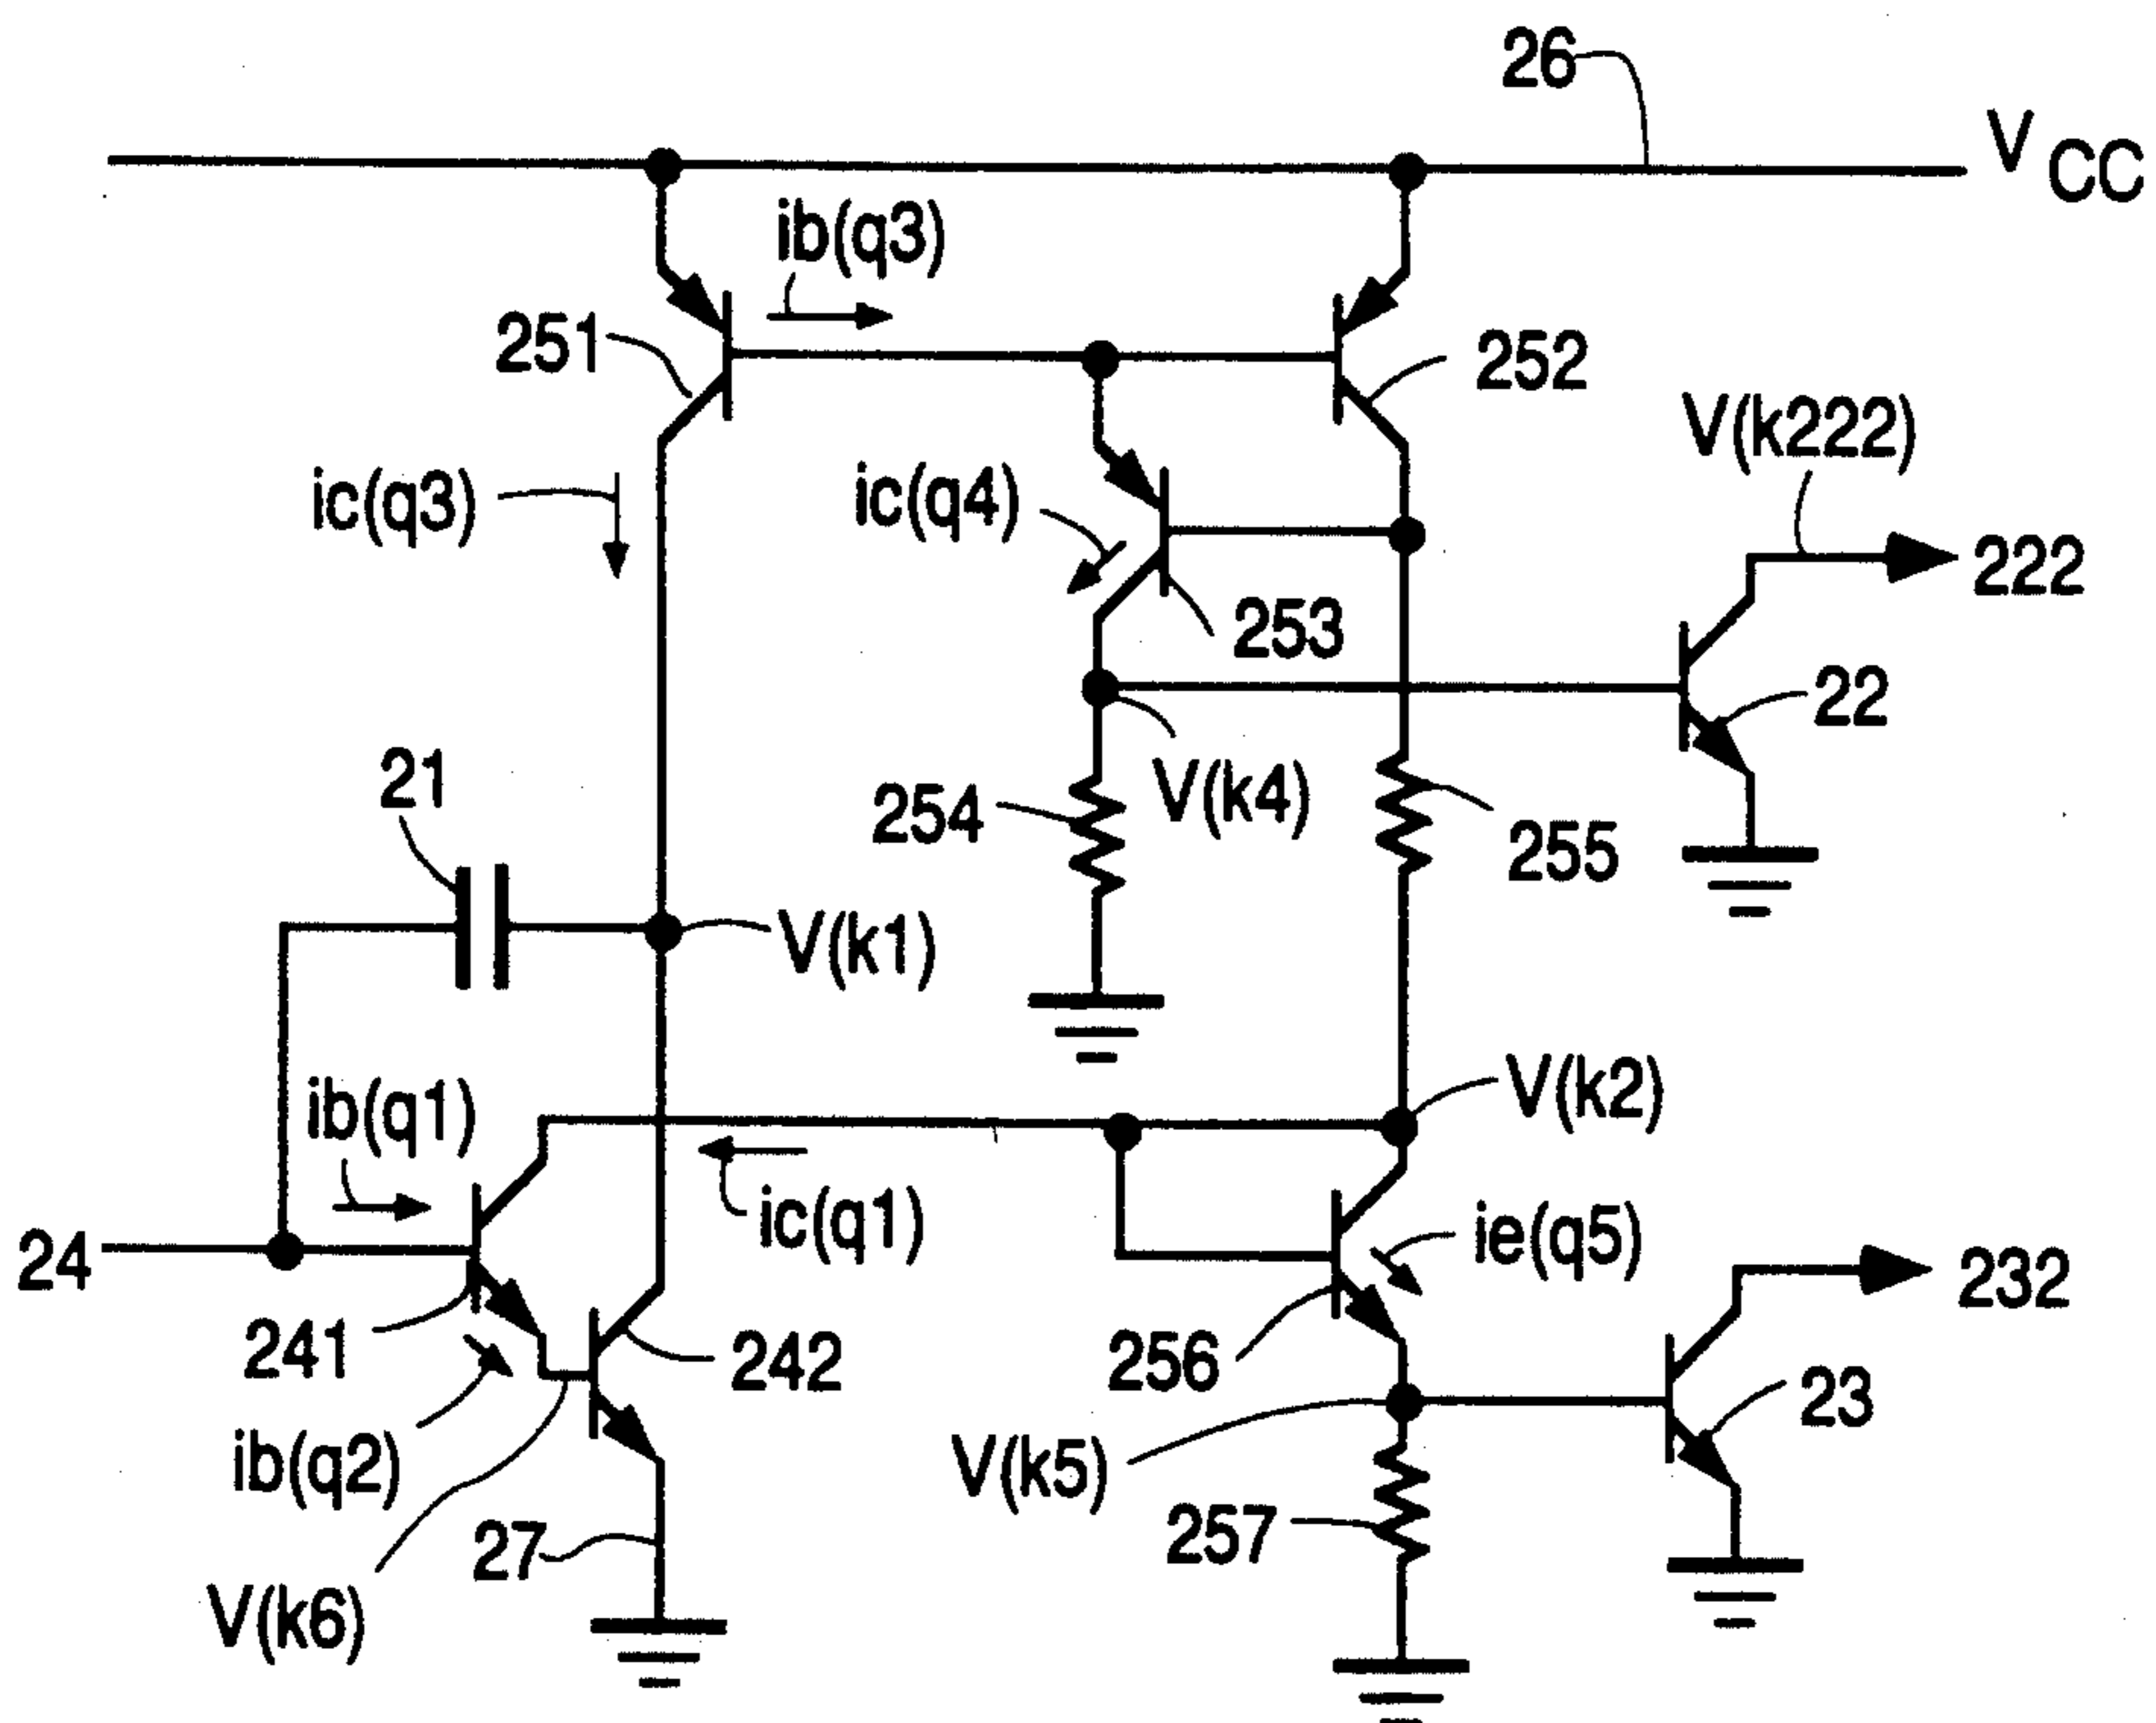 26
VCC
ib(q3)
251
252
V(k222)
ic(q3)
ic(q4)
222
253
22
21
V(k4)
254
255
V(k1)
ib(q1)
V(k2)
ic(q1)
ie(q5)
24
232
241
242
256
23
ib(q2)
V(k5)
27
257
V(k6)